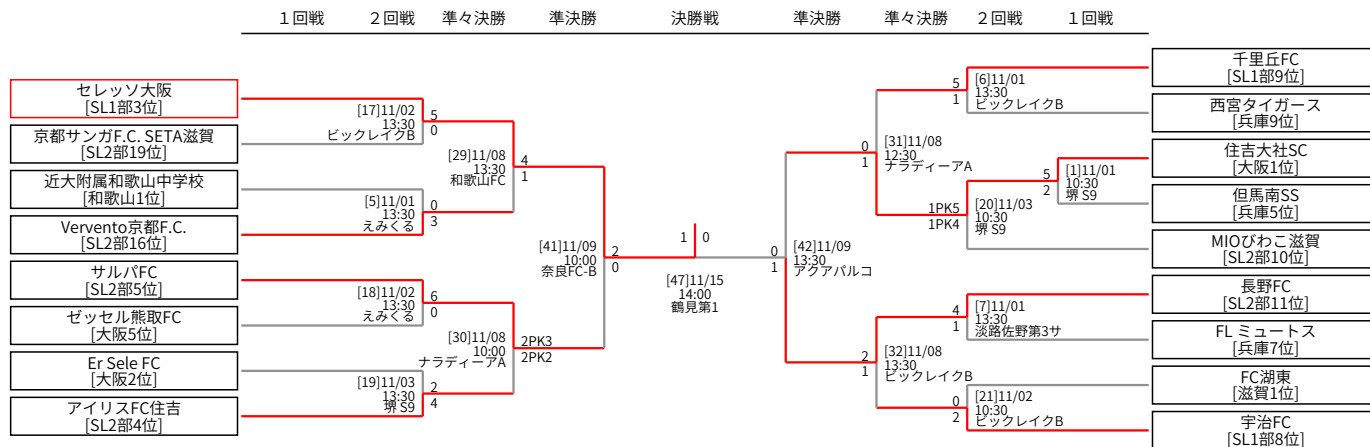 １回戦 ２回戦 準々決勝 準決勝 決勝戦 準決勝 準々決勝 ２回戦 １回戦
セレッソ大阪
[SL1部3位]
京都サンガF.C. SETA滋賀
[SL2部19位]
近大附属和歌山中学校
[和歌山1位]
Vervento京都F.C.
[SL2部16位]
サルパFC
[SL2部5位]
ゼッセル熊取FC
[大阪5位]
Er Sele FC
[大阪2位]
アイリスFC住吉
[SL2部4位]
[17]11/02
13:30
ビックレイクB
5
0
[5]11/01
13:30
えみくる
0
3
[18]11/02
13:30
えみくる
6
0
[19]11/03
13:30
堺 S9
2
4
[29]11/08
13:30
和歌山FC
4
1
[30]11/08
10:00
ナラディーアA
2PK3
2PK2
[41]11/09
10:00
奈良FC-B
2
0
1 0
[47]11/15
14:00
鶴見第1
0
1
[42]11/09
13:30
アクアパルコ
0
1
[31]11/08
12:30
ナラディーアA
2
1
[32]11/08
13:30
ビックレイクB
5
1
[6]11/01
13:30
ビックレイクB
1PK5
1PK4
[20]11/03
10:30
堺 S9
5
2
[1]11/01
10:30
堺 S9
4
1
[7]11/01
13:30
淡路佐野第3サ
0
2
[21]11/02
10:30
ビックレイクB
千里丘FC
[SL1部9位]
西宮タイガース
[兵庫9位]
住吉大社SC
[大阪1位]
但馬南SS
[兵庫5位]
MIOびわこ滋賀
[SL2部10位]
長野FC
[SL2部11位]
FL ミュートス
[兵庫7位]
FC湖東
[滋賀1位]
宇治FC
[SL1部8位]